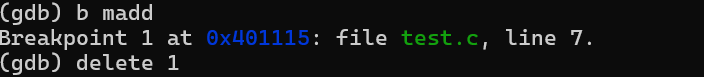 (gdb) b madd
Breakpoint 1 at 0x401115: file test.c, line 7.
(gdb) delete 1